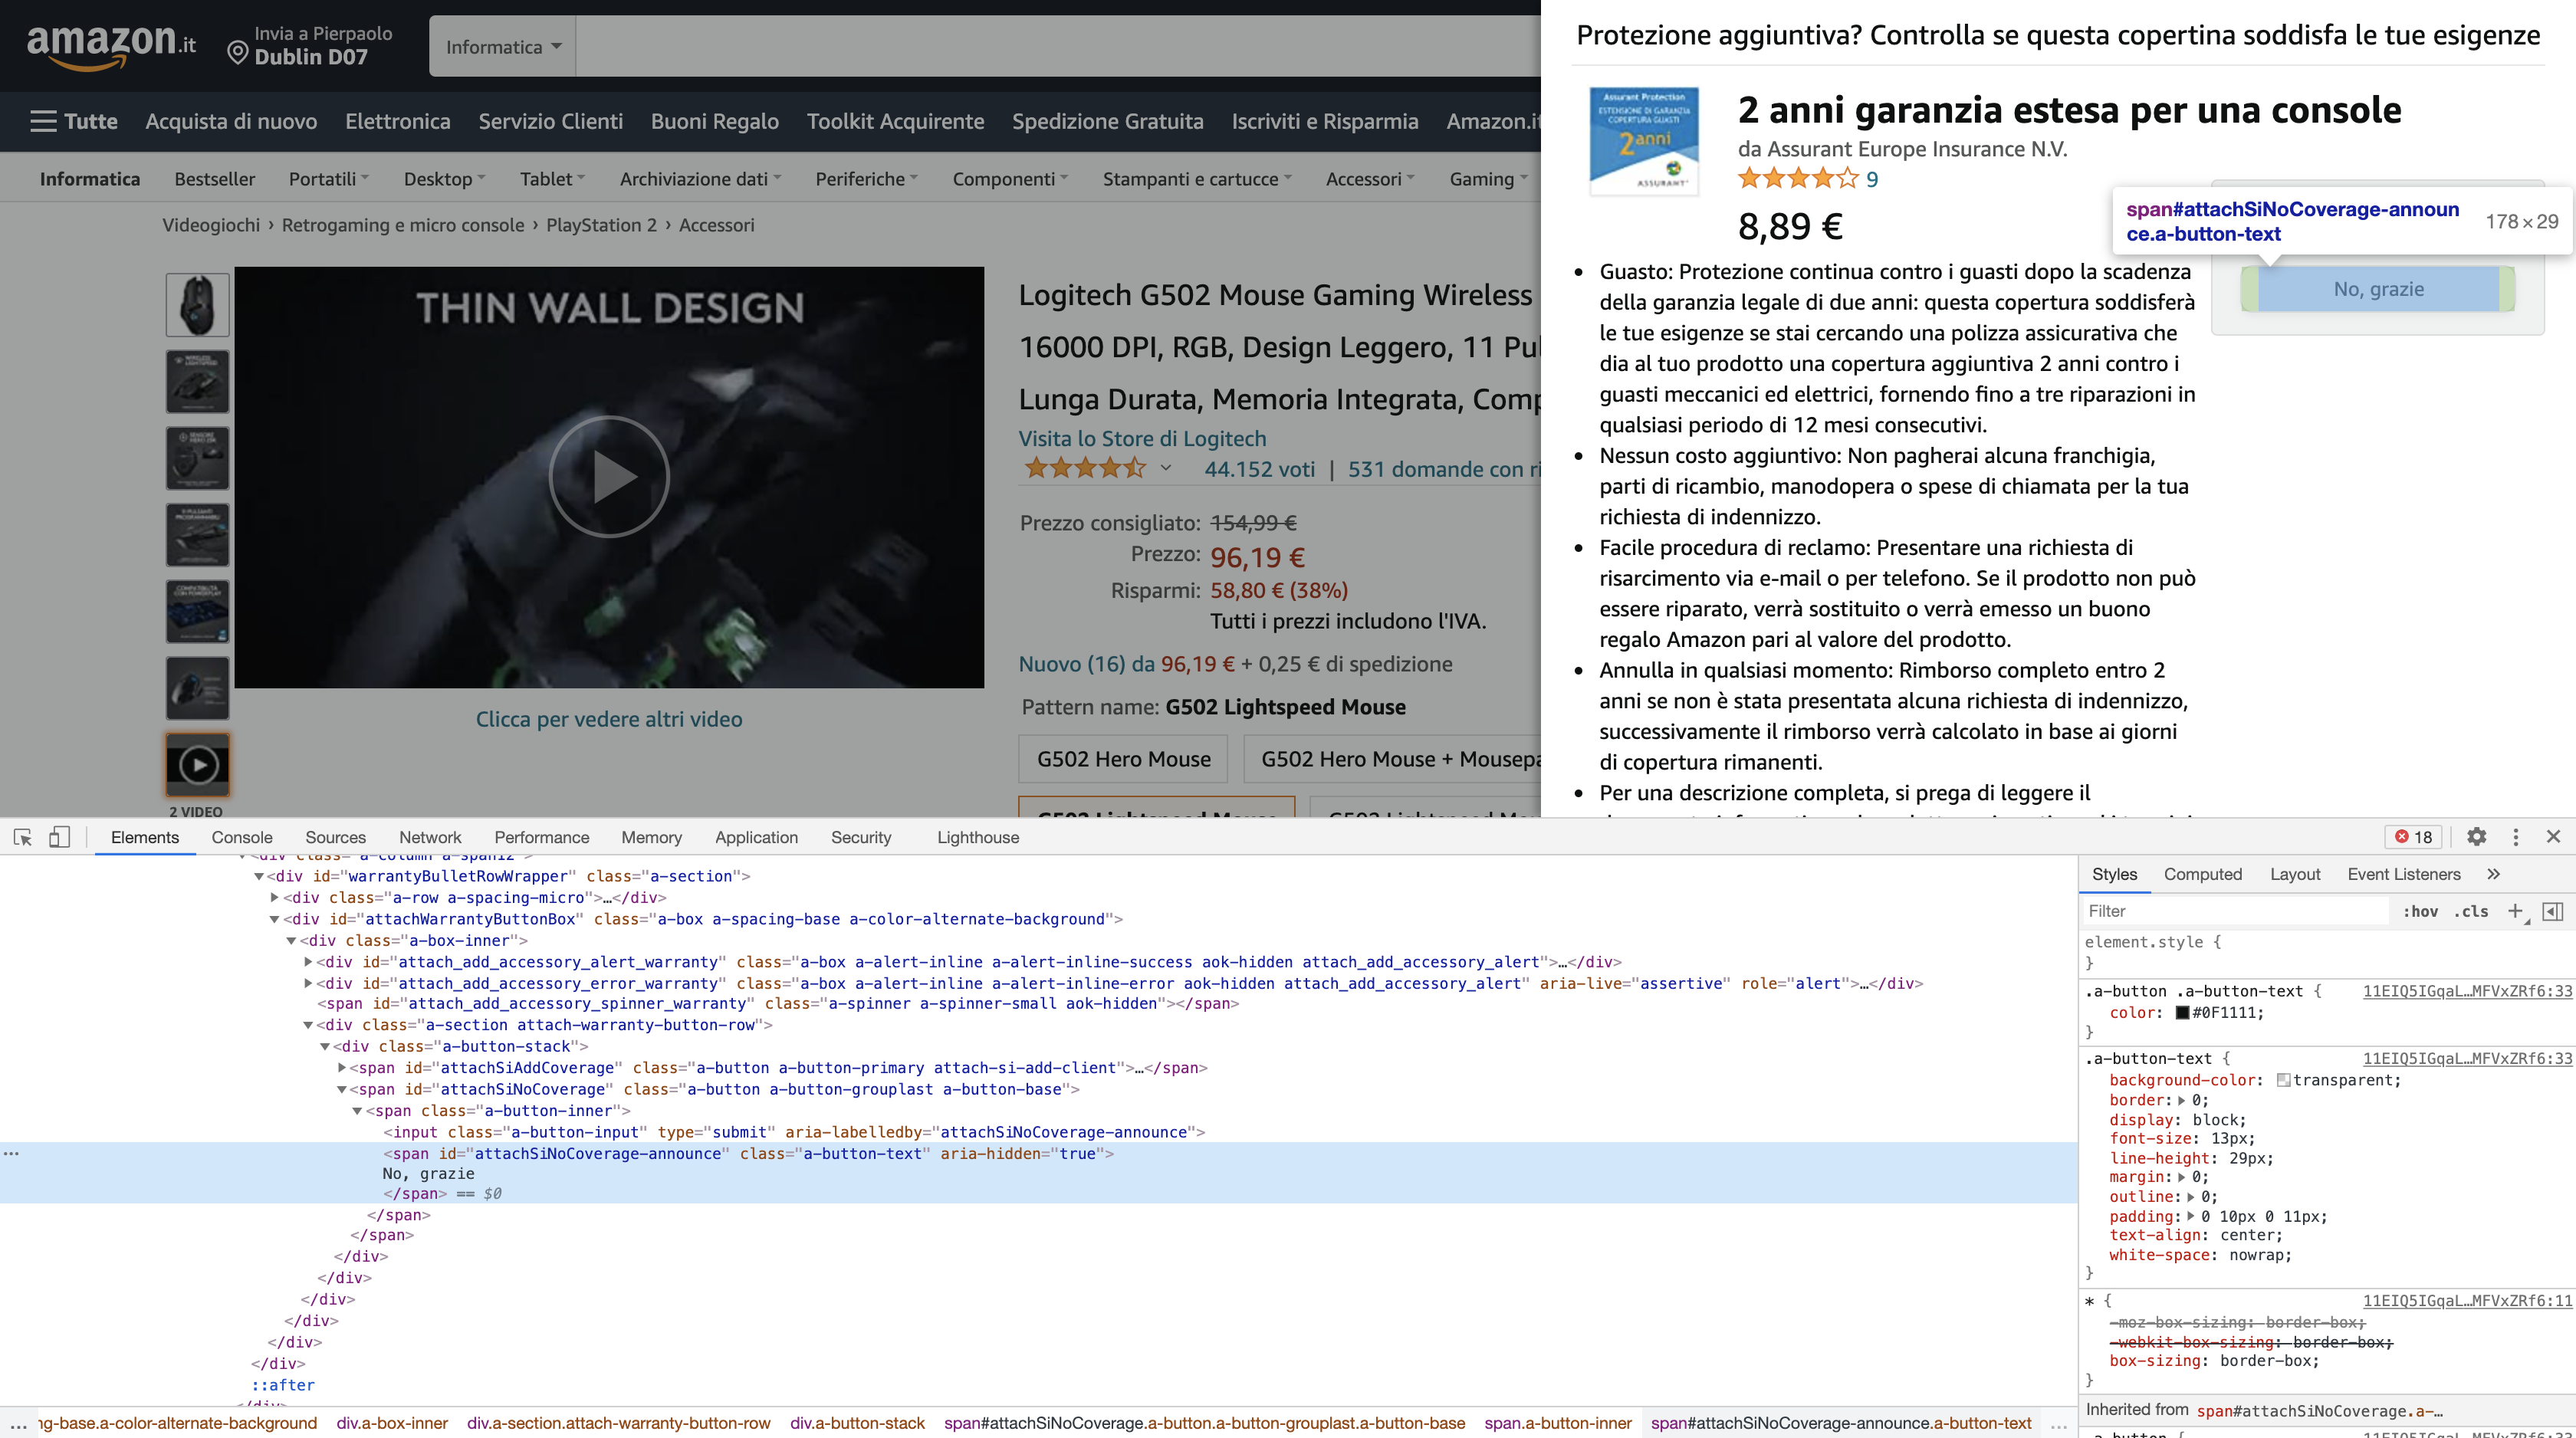 amazon.it
Invia a Pierpaolo
Dublin D07
Informatica
Tutte Acquista di nuovo Elettronica Servizio Clienti Buoni Regalo Toolkit Acquirente Spedizione Gratuita Iscriviti e Risparmia Amazon.it
Informatica Bestseller Portatili Desktop Tablet Archiviazione dati Periferiche Componenti Stampanti e cartucce Accessori Gaming
Videogiochi › Retrogaming e micro console › PlayStation 2 › Accessori
THIN WALL DESIGN
Clicca per vedere altri video
2 VIDEO
Logitech G502 Mouse Gaming Wireless
16000 DPI, RGB, Design Leggero, 11 Pul
Lunga Durata, Memoria Integrata, Comp
Visita lo Store di Logitech
44.152 voti | 531 domande con ri
Prezzo consigliato: 154,99 €
Prezzo: 96,19 €
Risparmi: 58,80 € (38%)
Tutti i prezzi includono l'IVA.
Nuovo (16) da 96,19 € + 0,25 € di spedizione
Pattern name: G502 Lightspeed Mouse
G502 Hero Mouse G502 Hero Mouse + Mousepa
G502 Lightspeed Mouse G502 Lightspeed Mou
Protezione aggiuntiva? Controlla se questa copertina soddisfa le tue esigenze
Assurant Protection
ESTENSIONE DI GARANZIA
COPERTURA GUASTI
2anni
ASSURANT
2 anni garanzia estesa per una console
da Assurant Europe Insurance N.V.
9
8,89 €
span#attachSiNoCoverage-announ
ce.a-button-text
178 × 29
No, grazie
• Guasto: Protezione continua contro i guasti dopo la scadenza
della garanzia legale di due anni: questa copertura soddisferà
le tue esigenze se stai cercando una polizza assicurativa che
dia al tuo prodotto una copertura aggiuntiva 2 anni contro i
guasti meccanici ed elettrici, fornendo fino a tre riparazioni in
qualsiasi periodo di 12 mesi consecutivi.
• Nessun costo aggiuntivo: Non pagherai alcuna franchigia,
parti di ricambio, manodopera o spese di chiamata per la tua
richiesta di indennizzo.
• Facile procedura di reclamo: Presentare una richiesta di
risarcimento via e-mail o per telefono. Se il prodotto non può
essere riparato, verrà sostituito o verrà emesso un buono
regalo Amazon pari al valore del prodotto.
• Annulla in qualsiasi momento: Rimborso completo entro 2
anni se non è stata presentata alcuna richiesta di indennizzo,
successivamente il rimborso verrà calcolato in base ai giorni
di copertura rimanenti.
• Per una descrizione completa, si prega di leggere il
Elements Console Sources Network Performance Memory Application Security Lighthouse 18
<div class="a-column a-span12">
<div id="warrantyBulletRowWrapper" class="a-section">
<div class="a-row a-spacing-micro">…</div>
<div id="attachWarrantyButtonBox" class="a-box a-spacing-base a-color-alternate-background">
<div class="a-box-inner">
<div id="attach_add_accessory_alert_warranty" class="a-box a-alert-inline a-alert-inline-success aok-hidden attach_add_accessory_alert">…</div>
<div id="attach_add_accessory_error_warranty" class="a-box a-alert-inline a-alert-inline-error aok-hidden attach_add_accessory_alert" aria-live="assertive" role="alert">…</div>
<span id="attach_add_accessory_spinner_warranty" class="a-spinner a-spinner-small aok-hidden"></span>
<div class="a-section attach-warranty-button-row">
<div class="a-button-stack">
<span id="attachSiAddCoverage" class="a-button a-button-primary attach-si-add-client">…</span>
<span id="attachSiNoCoverage" class="a-button a-button-grouplast a-button-base">
<span class="a-button-inner">
<input class="a-button-input" type="submit" aria-labelledby="attachSiNoCoverage-announce">
… <span id="attachSiNoCoverage-announce" class="a-button-text" aria-hidden="true">
No, grazie
</span> == $0
</span>
</span>
</div>
</div>
</div>
</div>
</div>
</div>
::after
</div>
… ng-base.a-color-alternate-background div.a-box-inner div.a-section.attach-warranty-button-row div.a-button-stack span#attachSiNoCoverage.a-button.a-button-grouplast.a-button-base span.a-button-inner span#attachSiNoCoverage-announce.a-button-text …
Styles Computed Layout Event Listeners »
Filter :hov .cls +
element.style {
}
.a-button .a-button-text { 11EIQ5IGqaL…MFVxZRf6:33
color: #0F1111;
}
.a-button-text { 11EIQ5IGqaL…MFVxZRf6:33
background-color: transparent;
border: 0;
display: block;
font-size: 13px;
line-height: 29px;
margin: 0;
outline: 0;
padding: 0 10px 0 11px;
text-align: center;
white-space: nowrap;
}
* { 11EIQ5IGqaL…MFVxZRf6:11
-moz-box-sizing: border-box;
-webkit-box-sizing: border-box;
box-sizing: border-box;
}
Inherited from span#attachSiNoCoverage.a-…
.a-button { 11EIQ5IGqaL…MFVxZRf6:33